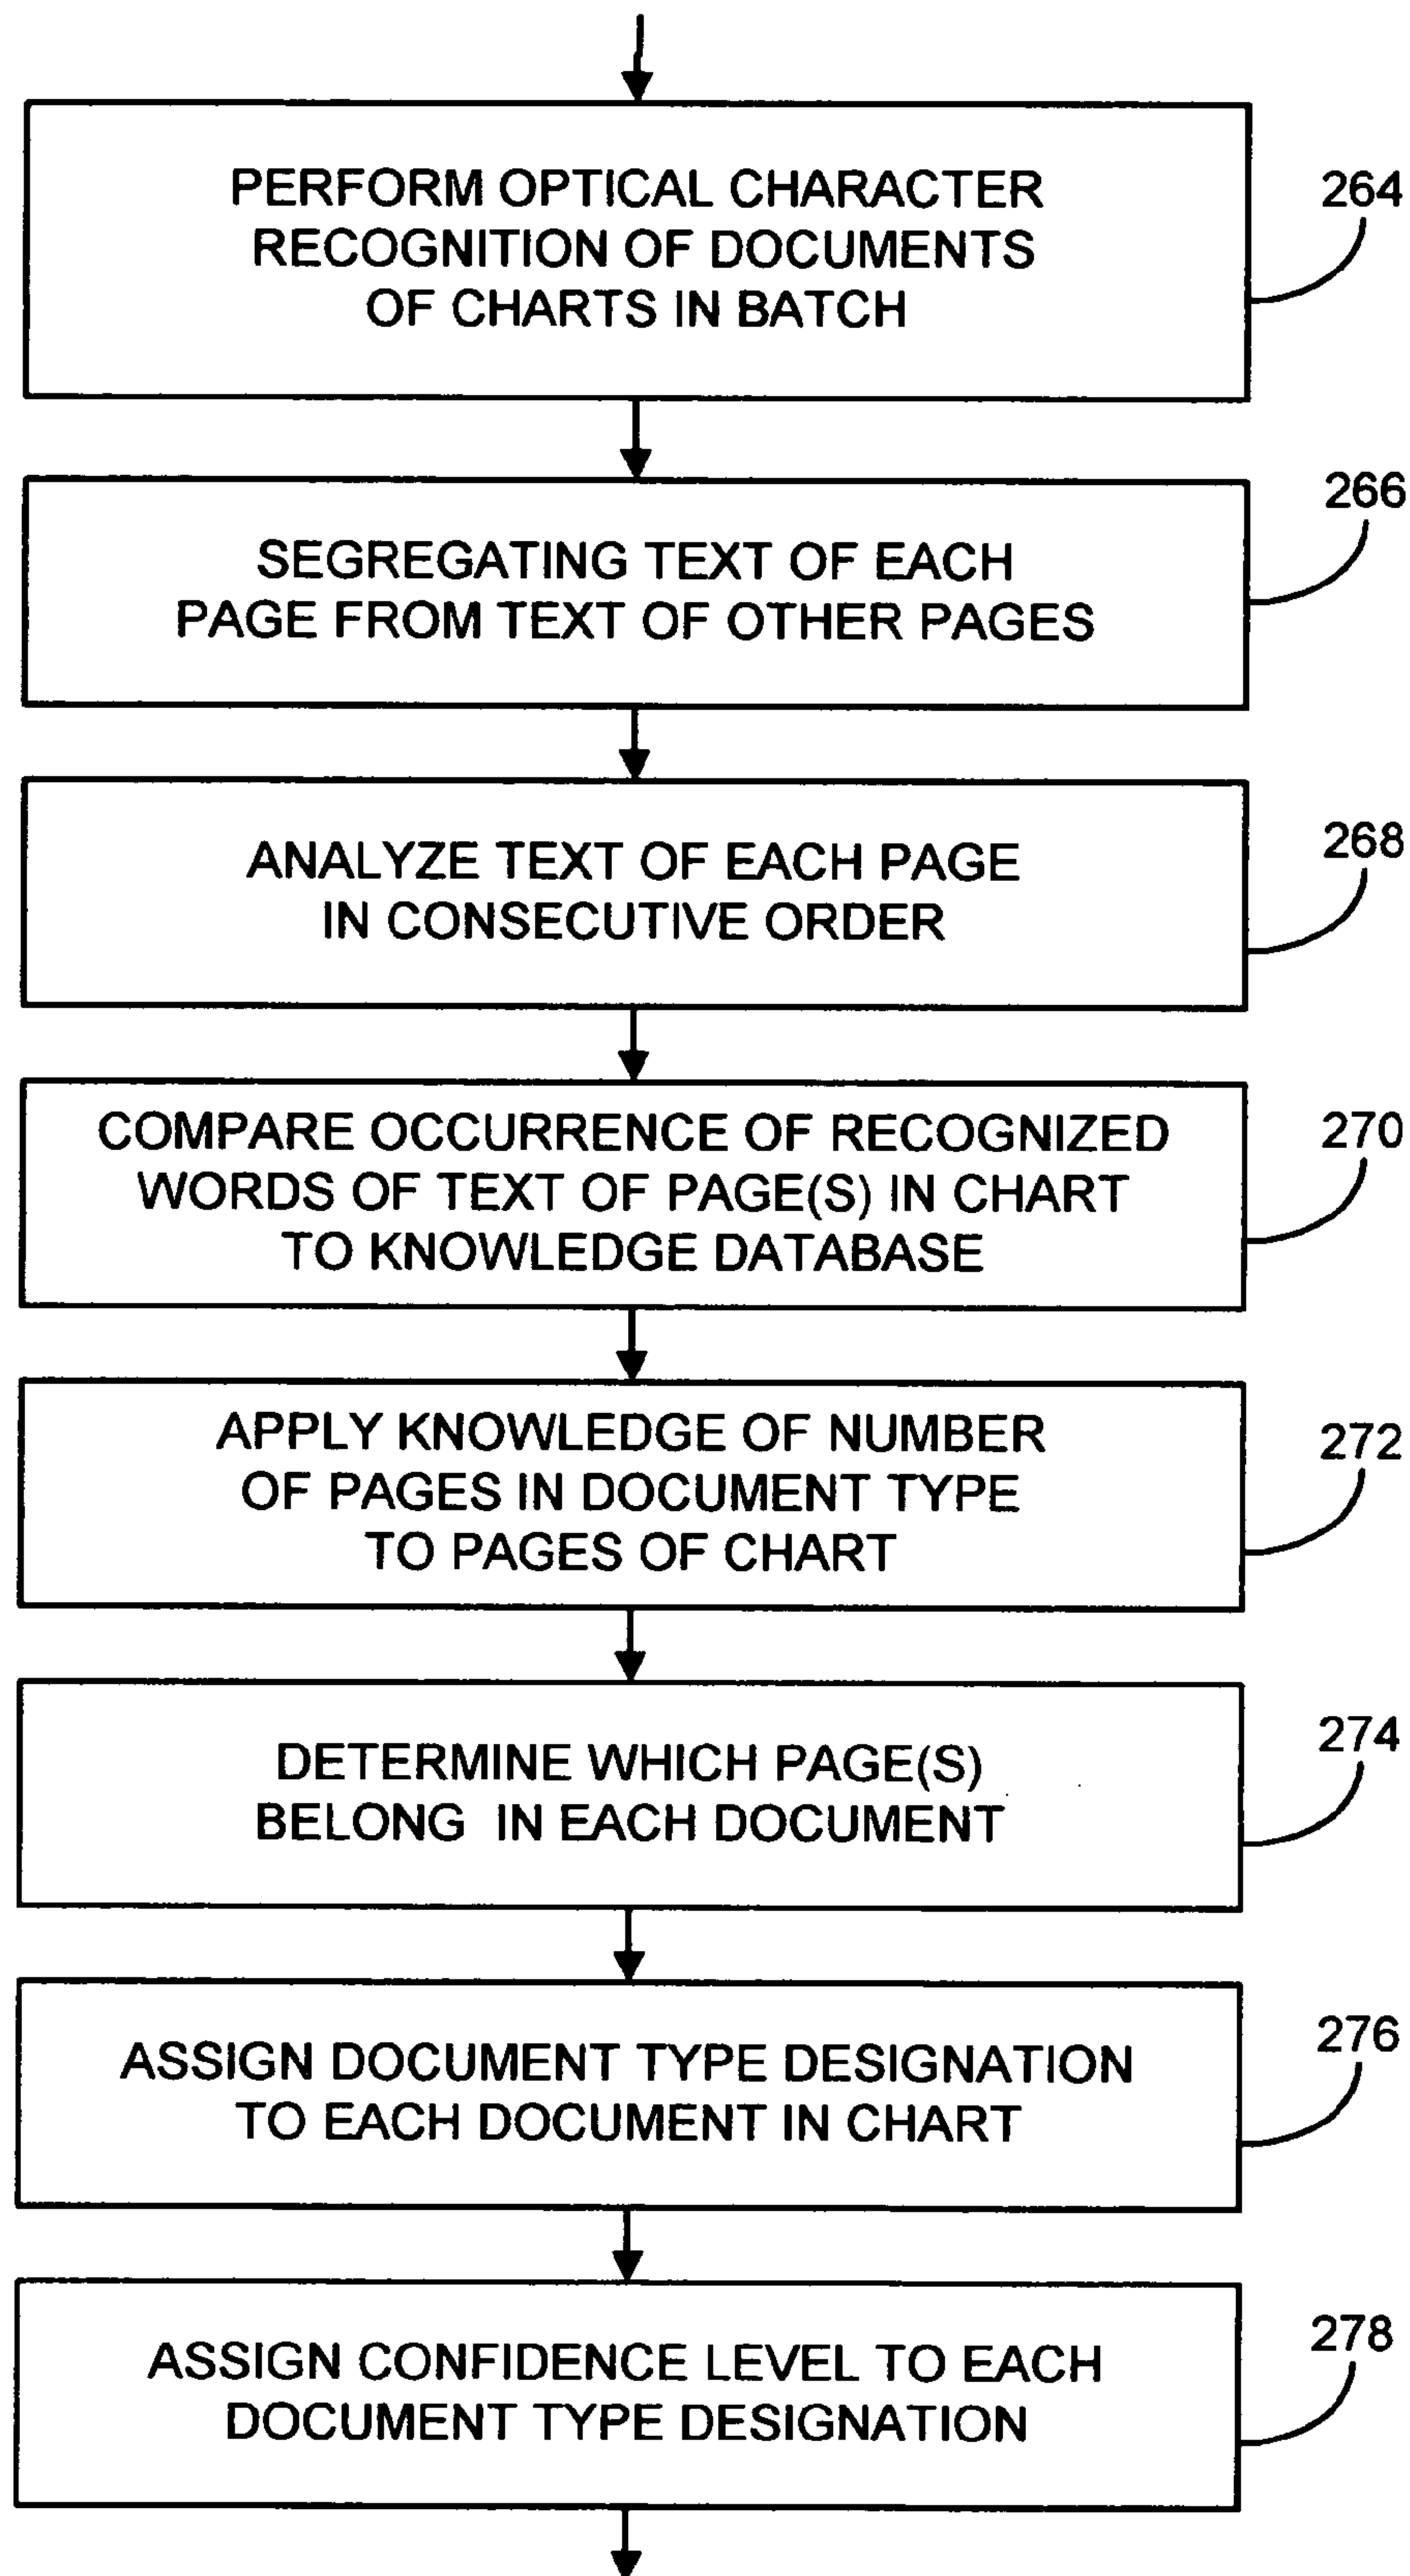 PERFORM OPTICAL CHARACTER
RECOGNITION OF DOCUMENTS
OF CHARTS IN BATCH
264
SEGREGATING TEXT OF EACH
PAGE FROM TEXT OF OTHER PAGES
266
ANALYZE TEXT OF EACH PAGE
IN CONSECUTIVE ORDER
268
COMPARE OCCURRENCE OF RECOGNIZED
WORDS OF TEXT OF PAGE(S) IN CHART
TO KNOWLEDGE DATABASE
270
APPLY KNOWLEDGE OF NUMBER
OF PAGES IN DOCUMENT TYPE
TO PAGES OF CHART
272
DETERMINE WHICH PAGE(S)
BELONG IN EACH DOCUMENT
274
ASSIGN DOCUMENT TYPE DESIGNATION
TO EACH DOCUMENT IN CHART
276
ASSIGN CONFIDENCE LEVEL TO EACH
DOCUMENT TYPE DESIGNATION
278